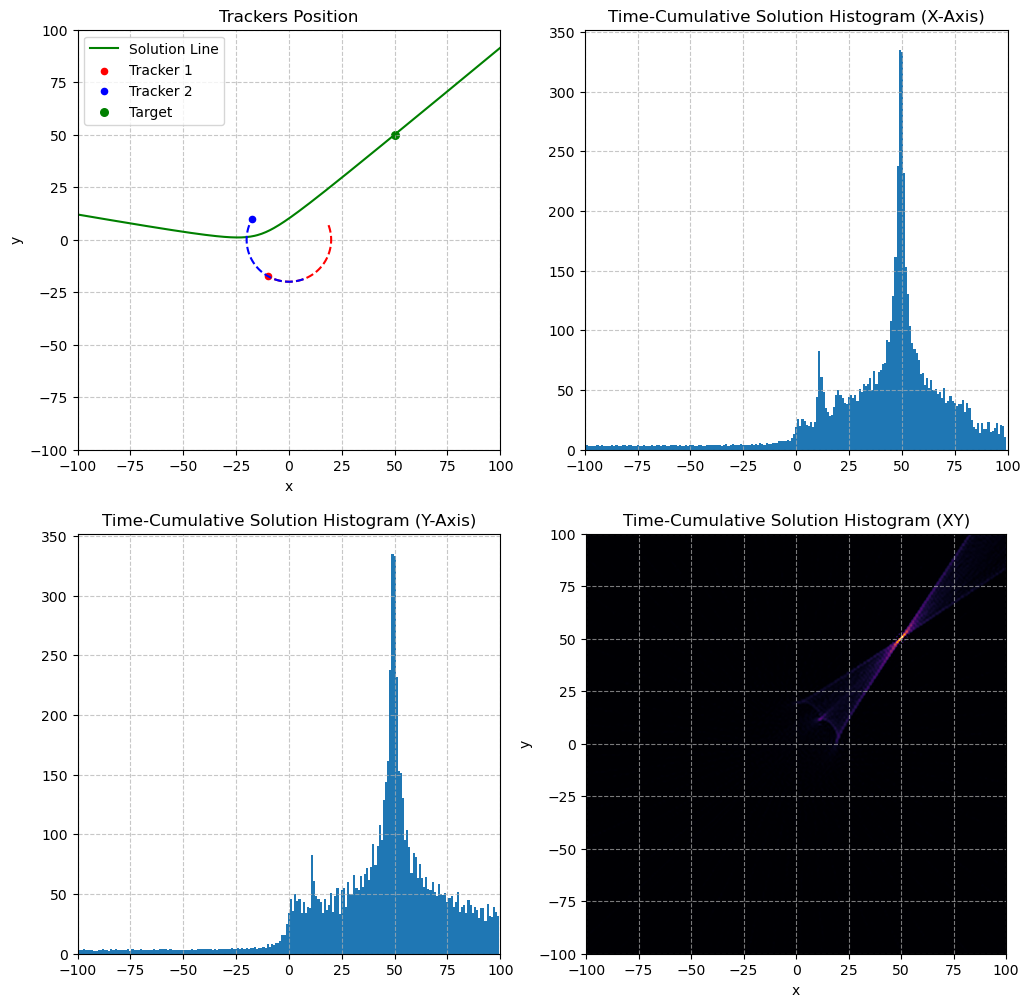 Trackers Position
Solution Line
Tracker 1
Tracker 2
Target
100
75
50
25
0
−25
−50
−75
−100
y
−100 −75 −50 −25 0 25 50 75 100
x
Time-Cumulative Solution Histogram (X-Axis)
350
300
250
200
150
100
50
0
−100 −75 −50 −25 0 25 50 75 100
Time-Cumulative Solution Histogram (Y-Axis)
350
300
250
200
150
100
50
0
−100 −75 −50 −25 0 25 50 75 100
Time-Cumulative Solution Histogram (XY)
100
75
50
25
0
−25
−50
−75
−100
y
−100 −75 −50 −25 0 25 50 75 100
x